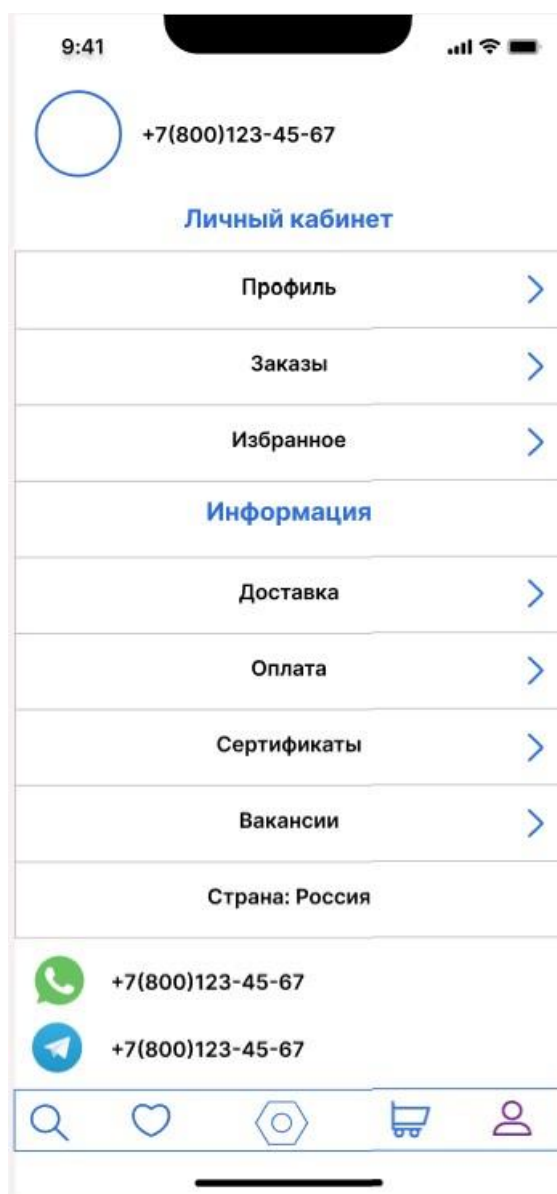 9:41
+7(800)123-45-67
Личный кабинет
Профиль
Заказы
Избранное
Информация
Доставка
Оплата
Сертификаты
Вакансии
Страна: Россия
+7(800)123-45-67
+7(800)123-45-67